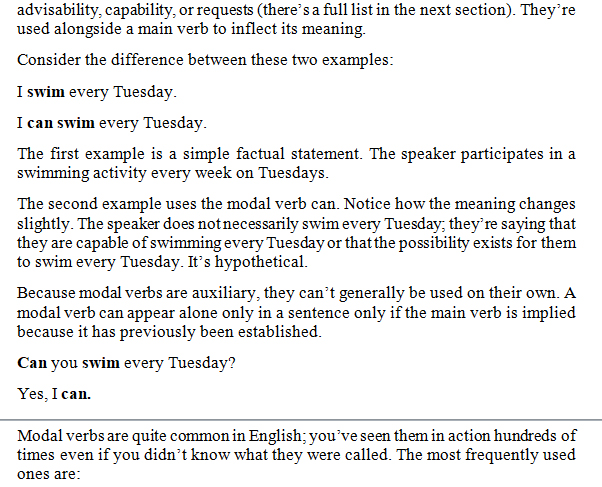 advisability, capability, or requests (there's a full list in the next section). They're
used alongside a main verb to inflect its meaning.
Consider the difference between these two examples:
I swim every Tuesday.
I can swim every Tuesday.
The first example is a simple factual statement. The speaker participates in a
swimming activity every week on Tuesdays.
The second example uses the modal verb can. Notice how the meaning changes
slightly. The speaker does not necessarily swim every Tuesday; they're saying that
they are capable of swimming every Tuesday or that the possibility exists for them
to swim every Tuesday. It's hypothetical.
Because modal verbs are auxiliary, they can't generally be used on their own. A
modal verb can appear alone only in a sentence only if the main verb is implied
because it has previously been established.
Can you swim every Tuesday?
Yes, I can.
Modal verbs are quite common in English; you've seen them in action hundreds of
times even if you didn't know what they were called. The most frequently used
ones are: